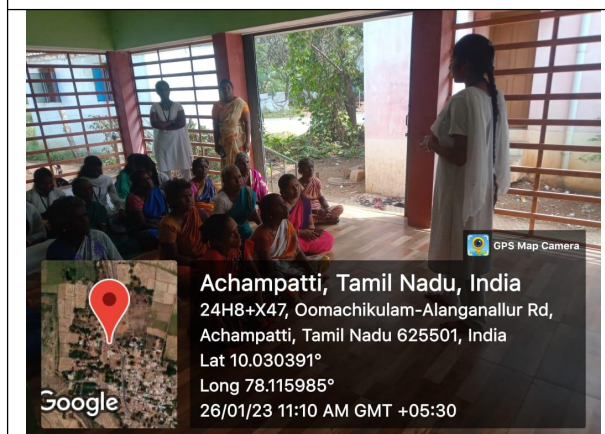 GPS Map Camera
Achampatti, Tamil Nadu, India
24H8+X47, Oomachikulam-Alanganallur Rd,
Achampatti, Tamil Nadu 625501, India
Lat 10.030391°
Long 78.115985°
26/01/23 11:10 AM GMT +05:30
Google